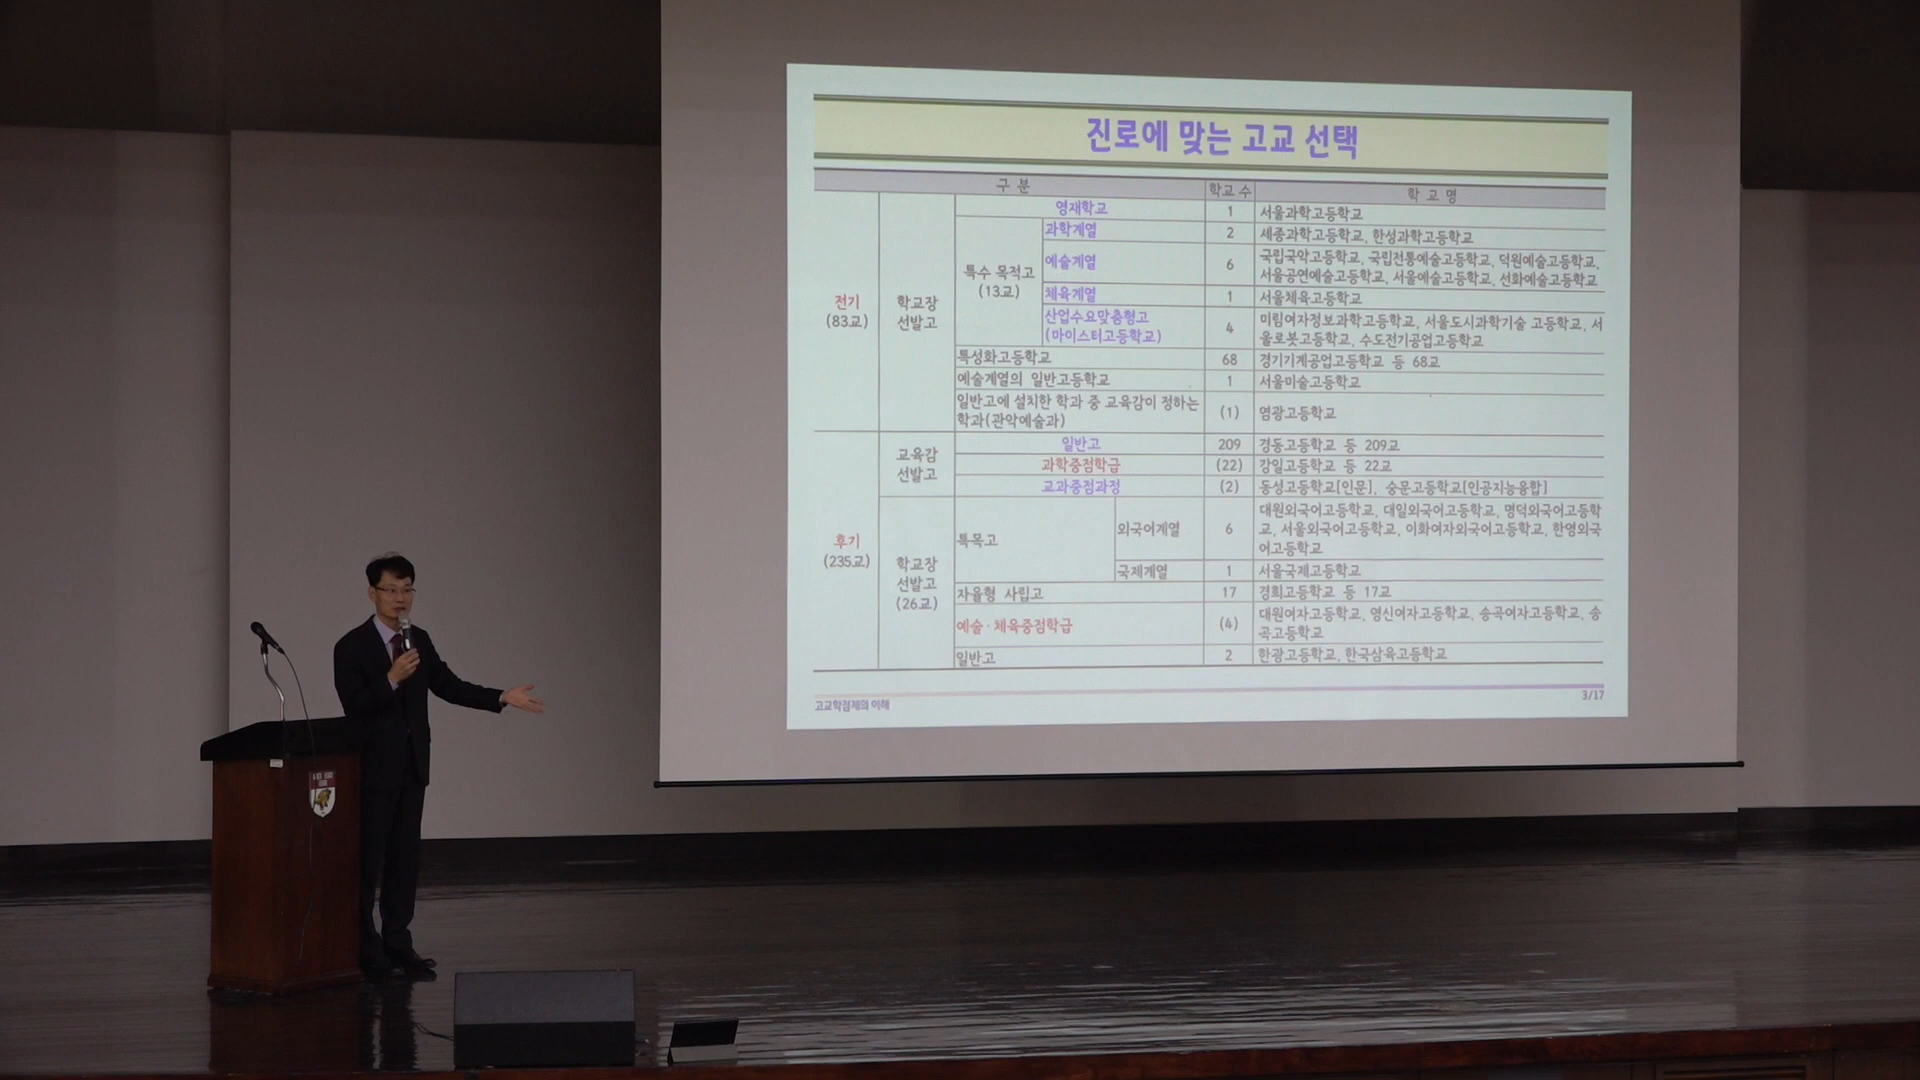 진로에 맞는 고교 선택
구 분 학교 수 학 교 명
전기
(83교)
학교장
선발고
영재학교 1 서울과학고등학교
특수 목적고
(13교)
과학계열 2 세종과학고등학교, 한성과학고등학교
예술계열 6 국립국악고등학교, 국립전통예술고등학교, 덕원예술고등학교,
서울공연예술고등학교, 서울예술고등학교, 선화예술고등학교
체육계열 1 서울체육고등학교
산업수요맞춤형고
(마이스터고등학교)
4 미림여자정보과학고등학교, 서울도시과학기술 고등학교, 서
울로봇고등학교, 수도전기공업고등학교
특성화고등학교 68 경기기계공업고등학교 등 68교
예술계열의 일반고등학교 1 서울미술고등학교
일반고에 설치한 학과 중 교육감이 정하는
학과(관악예술과)
(1) 염광고등학교
후기
(235교)
교육감
선발고
일반고 209 경동고등학교 등 209교
과학중점학급 (22) 강일고등학교 등 22교
교과중점과정 (2) 동성고등학교[인문], 숭문고등학교[인공지능융합]
학교장
선발고
(26교)
특목고
외국어계열 6 대원외국어고등학교, 대일외국어고등학교, 명덕외국어고등학
교, 서울외국어고등학교, 이화여자외국어고등학교, 한영외국
어고등학교
국제계열 1 서울국제고등학교
자율형 사립고 17 경희고등학교 등 17교
예술·체육중점학급 (4) 대원여자고등학교, 영신여자고등학교, 송곡여자고등학교, 송
곡고등학교
일반고 2 한광고등학교, 한국삼육고등학교
고교학점제의 이해
3/17